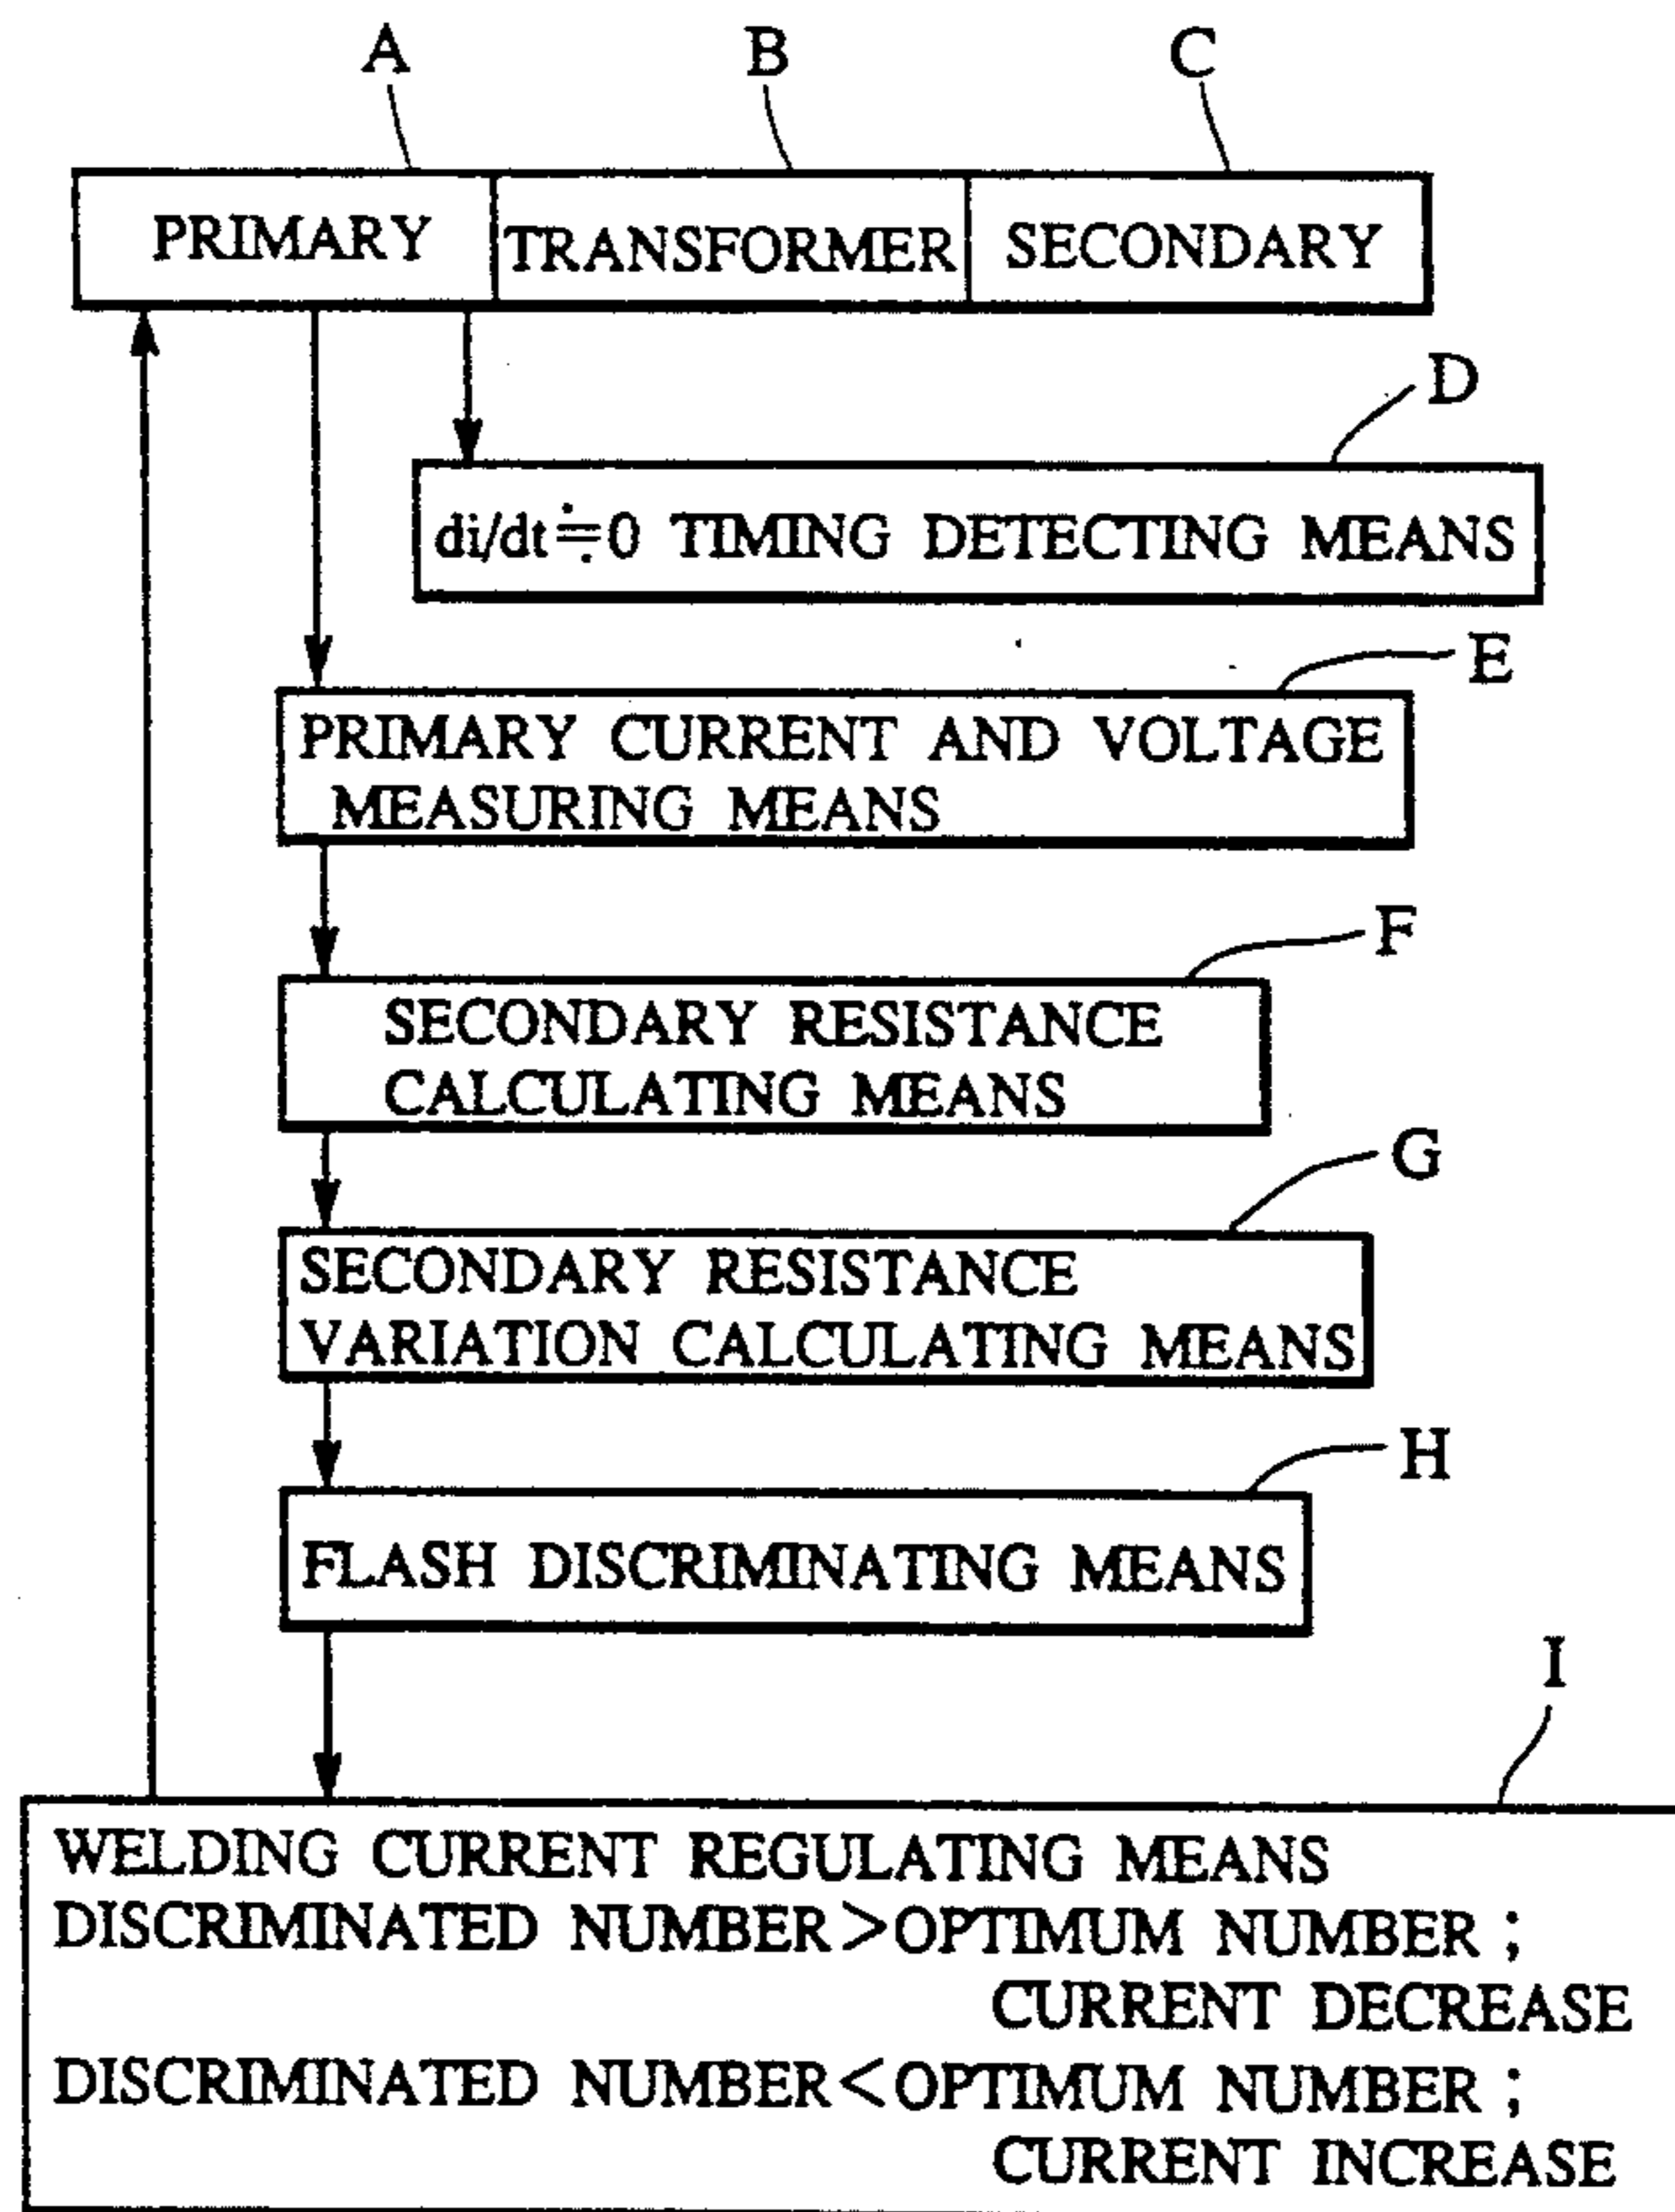 A B C
PRIMARY TRANSFORMER SECONDARY
D
di/dt≒0 TIMING DETECTING MEANS
E
PRIMARY CURRENT AND VOLTAGE
MEASURING MEANS
F
SECONDARY RESISTANCE
CALCULATING MEANS
G
SECONDARY RESISTANCE
VARIATION CALCULATING MEANS
H
FLASH DISCRIMINATING MEANS
I
WELDING CURRENT REGULATING MEANS
DISCRIMINATED NUMBER>OPTIMUM NUMBER ;
CURRENT DECREASE
DISCRIMINATED NUMBER<OPTIMUM NUMBER ;
CURRENT INCREASE